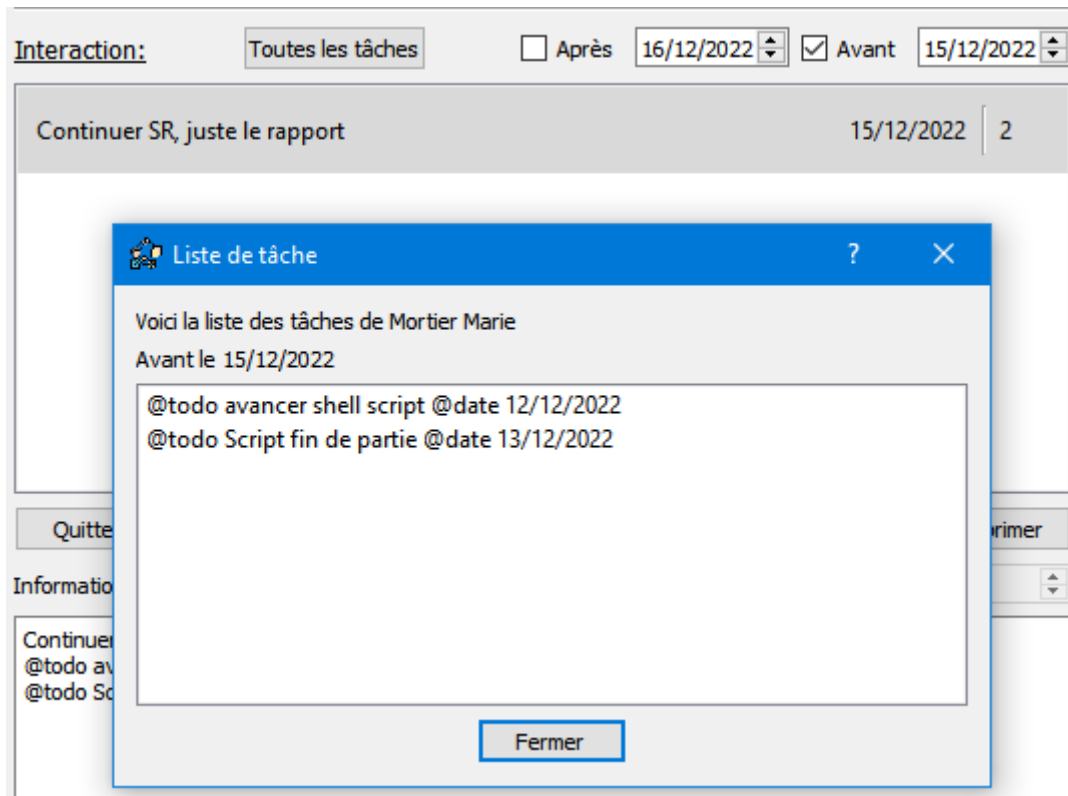 Interaction: Toutes les tâches Après 16/12/2022 Avant 15/12/2022
Continuer SR, juste le rapport 15/12/2022 2
Liste de tâche ?
Voici la liste des tâches de Mortier Marie
Avant le 15/12/2022
@todo avancer shell script @date 12/12/2022
@todo Script fin de partie @date 13/12/2022
Fermer